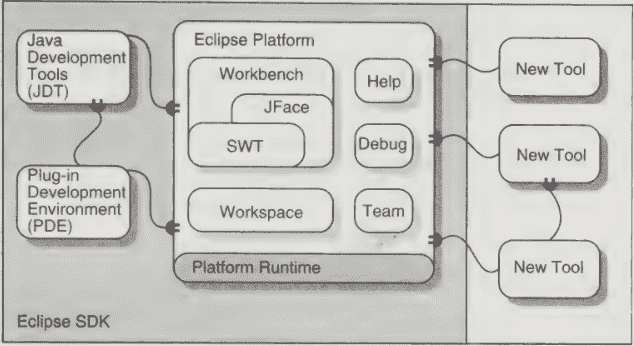 Java
Development
Tools
(JDT)
Plug-in
Development
Environment
(PDE)
Eclipse Platform
Workbench
JFace
SWT
Workspace
Help
Debug
Team
Platform Runtime
New Tool
New Tool
New Tool
Eclipse SDK